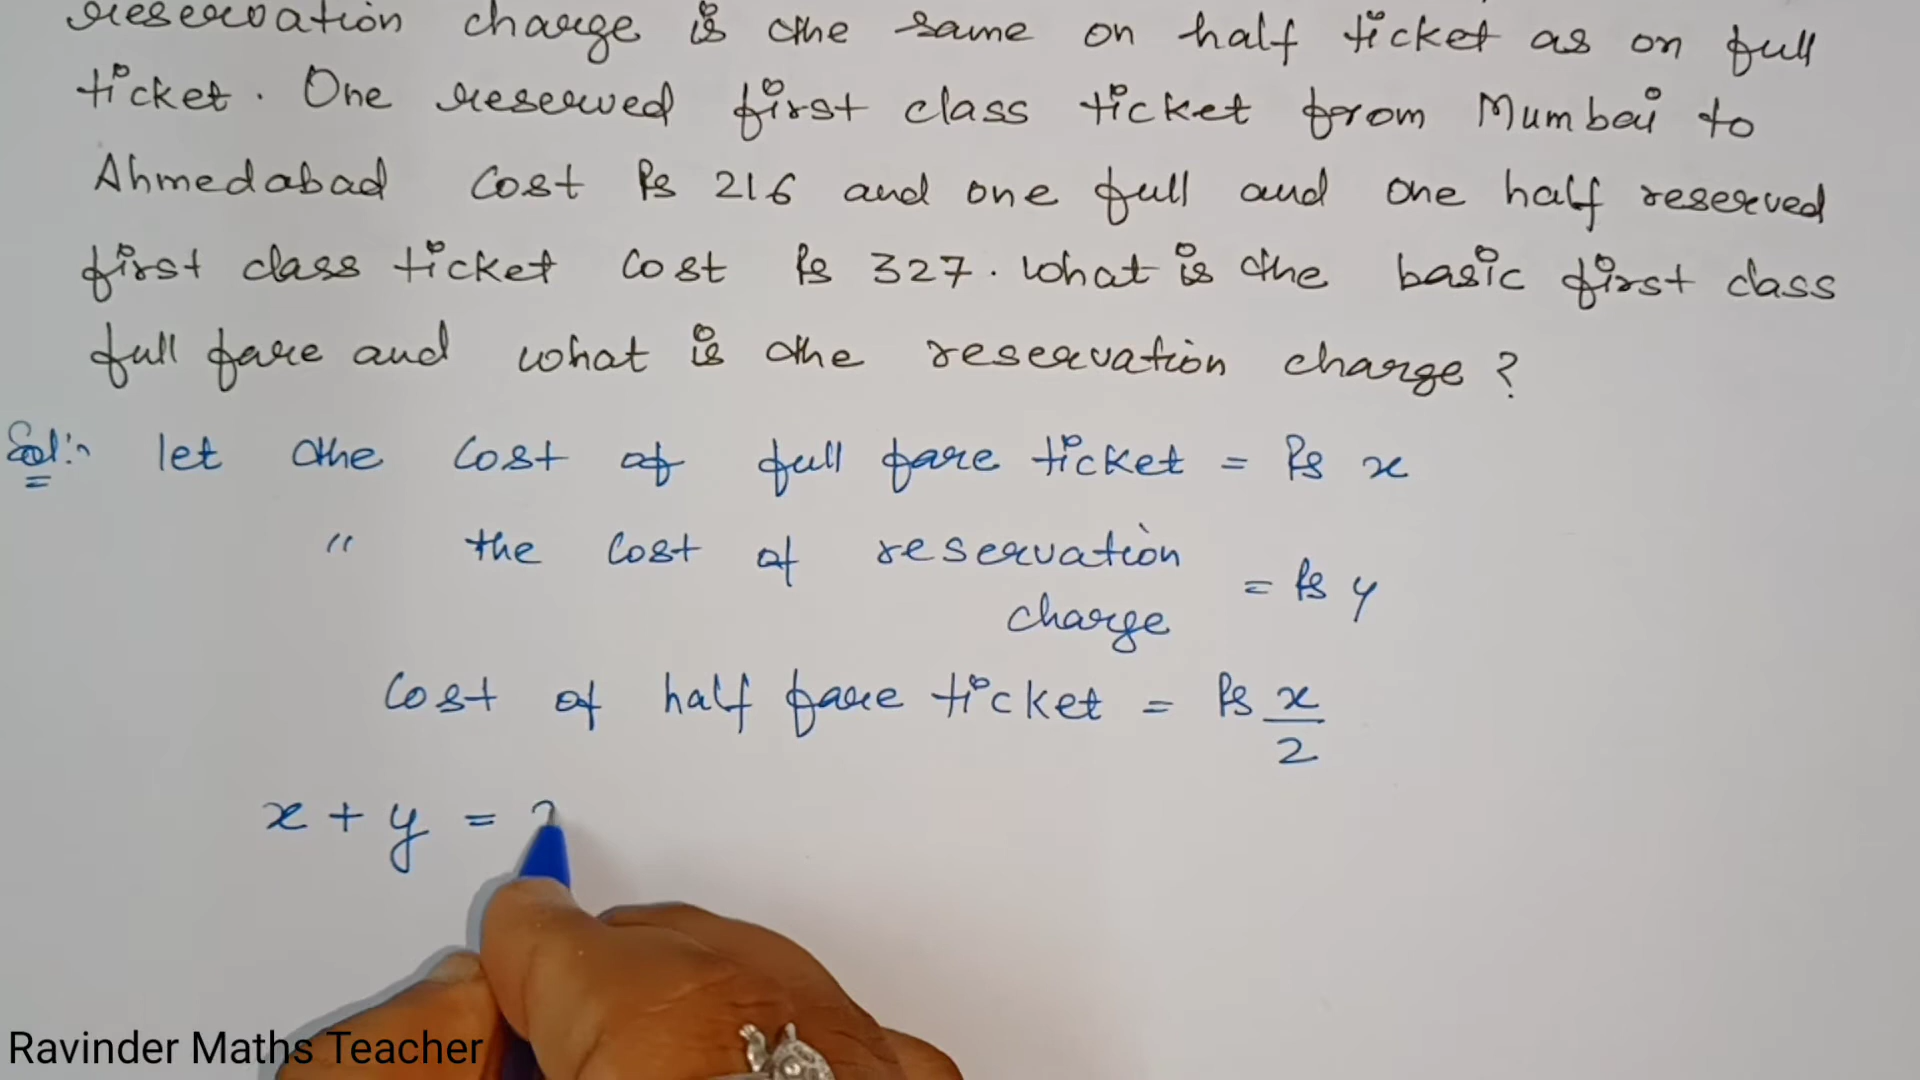 reservation charge is the same on half ticket as on full
ticket. One reserved first class ticket from Mumbai to
Ahmedabad cost Rs 216 and one full and one half reserved
first class ticket cost Rs 327. What is the basic first class
full fare and what is the reservation charge?
Sol:n let the cost of full fare ticket = Rs x
" the cost of reservation
charge = Rs y
Cost of half fare ticket = Rs x/2
x + y = 2
Ravinder Maths Teacher